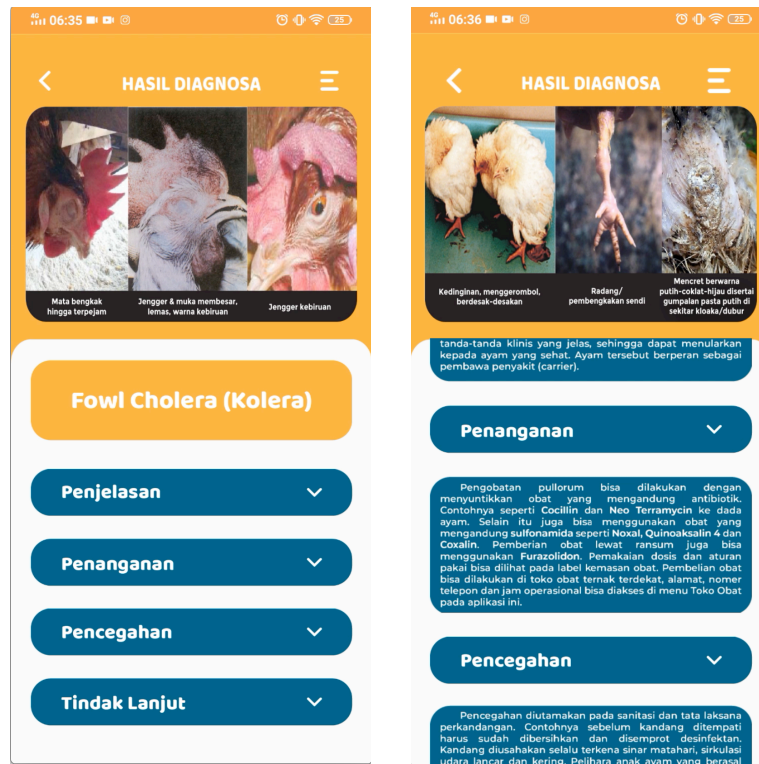 4G 06:35 25
HASIL DIAGNOSA
Mata bengkak
hingga terpejam
Jengger & muka membesar,
lemas, warna kebiruan
Jengger kebiruan
Fowl Cholera (Kolera)
Penjelasan
Penanganan
Pencegahan
Tindak Lanjut
4G 06:36 25
HASIL DIAGNOSA
Kedinginan, menggerombol,
berdesak-desakan
Radang/
pembengkakan sendi
Mencret berwarna
putih-coklat-hijau disertai
gumpalan pasta putih di
sekitar kloaka/dubur
tanda-tanda klinis yang jelas, sehingga dapat menularkan
kepada ayam yang sehat. Ayam tersebut berperan sebagai
pembawa penyakit (carrier).
Penanganan
Pengobatan pullorum bisa dilakukan dengan
menyuntikkan obat yang mengandung antibiotik.
Contohnya seperti Cocillin dan Neo Terramycin ke dada
ayam. Selain itu juga bisa menggunakan obat yang
mengandung sulfonamida seperti Noxal, Quinoaksalin 4 dan
Coxalin. Pemberian obat lewat ransum juga bisa
menggunakan Furazolidon. Pemakaian dosis dan aturan
pakai bisa dilihat pada label kemasan obat. Pembelian obat
bisa dilakukan di toko obat ternak terdekat, alamat, nomer
telepon dan jam operasional bisa diakses di menu Toko Obat
pada aplikasi ini.
Pencegahan
Pencegahan diutamakan pada sanitasi dan tata laksana
perkandangan. Contohnya sebelum kandang ditempati
harus sudah dibersihkan dan disemprot desinfektan.
Kandang diusahakan selalu terkena sinar matahari, sirkulasi
udara lancar dan kering. Pelihara anak ayam yang berasal